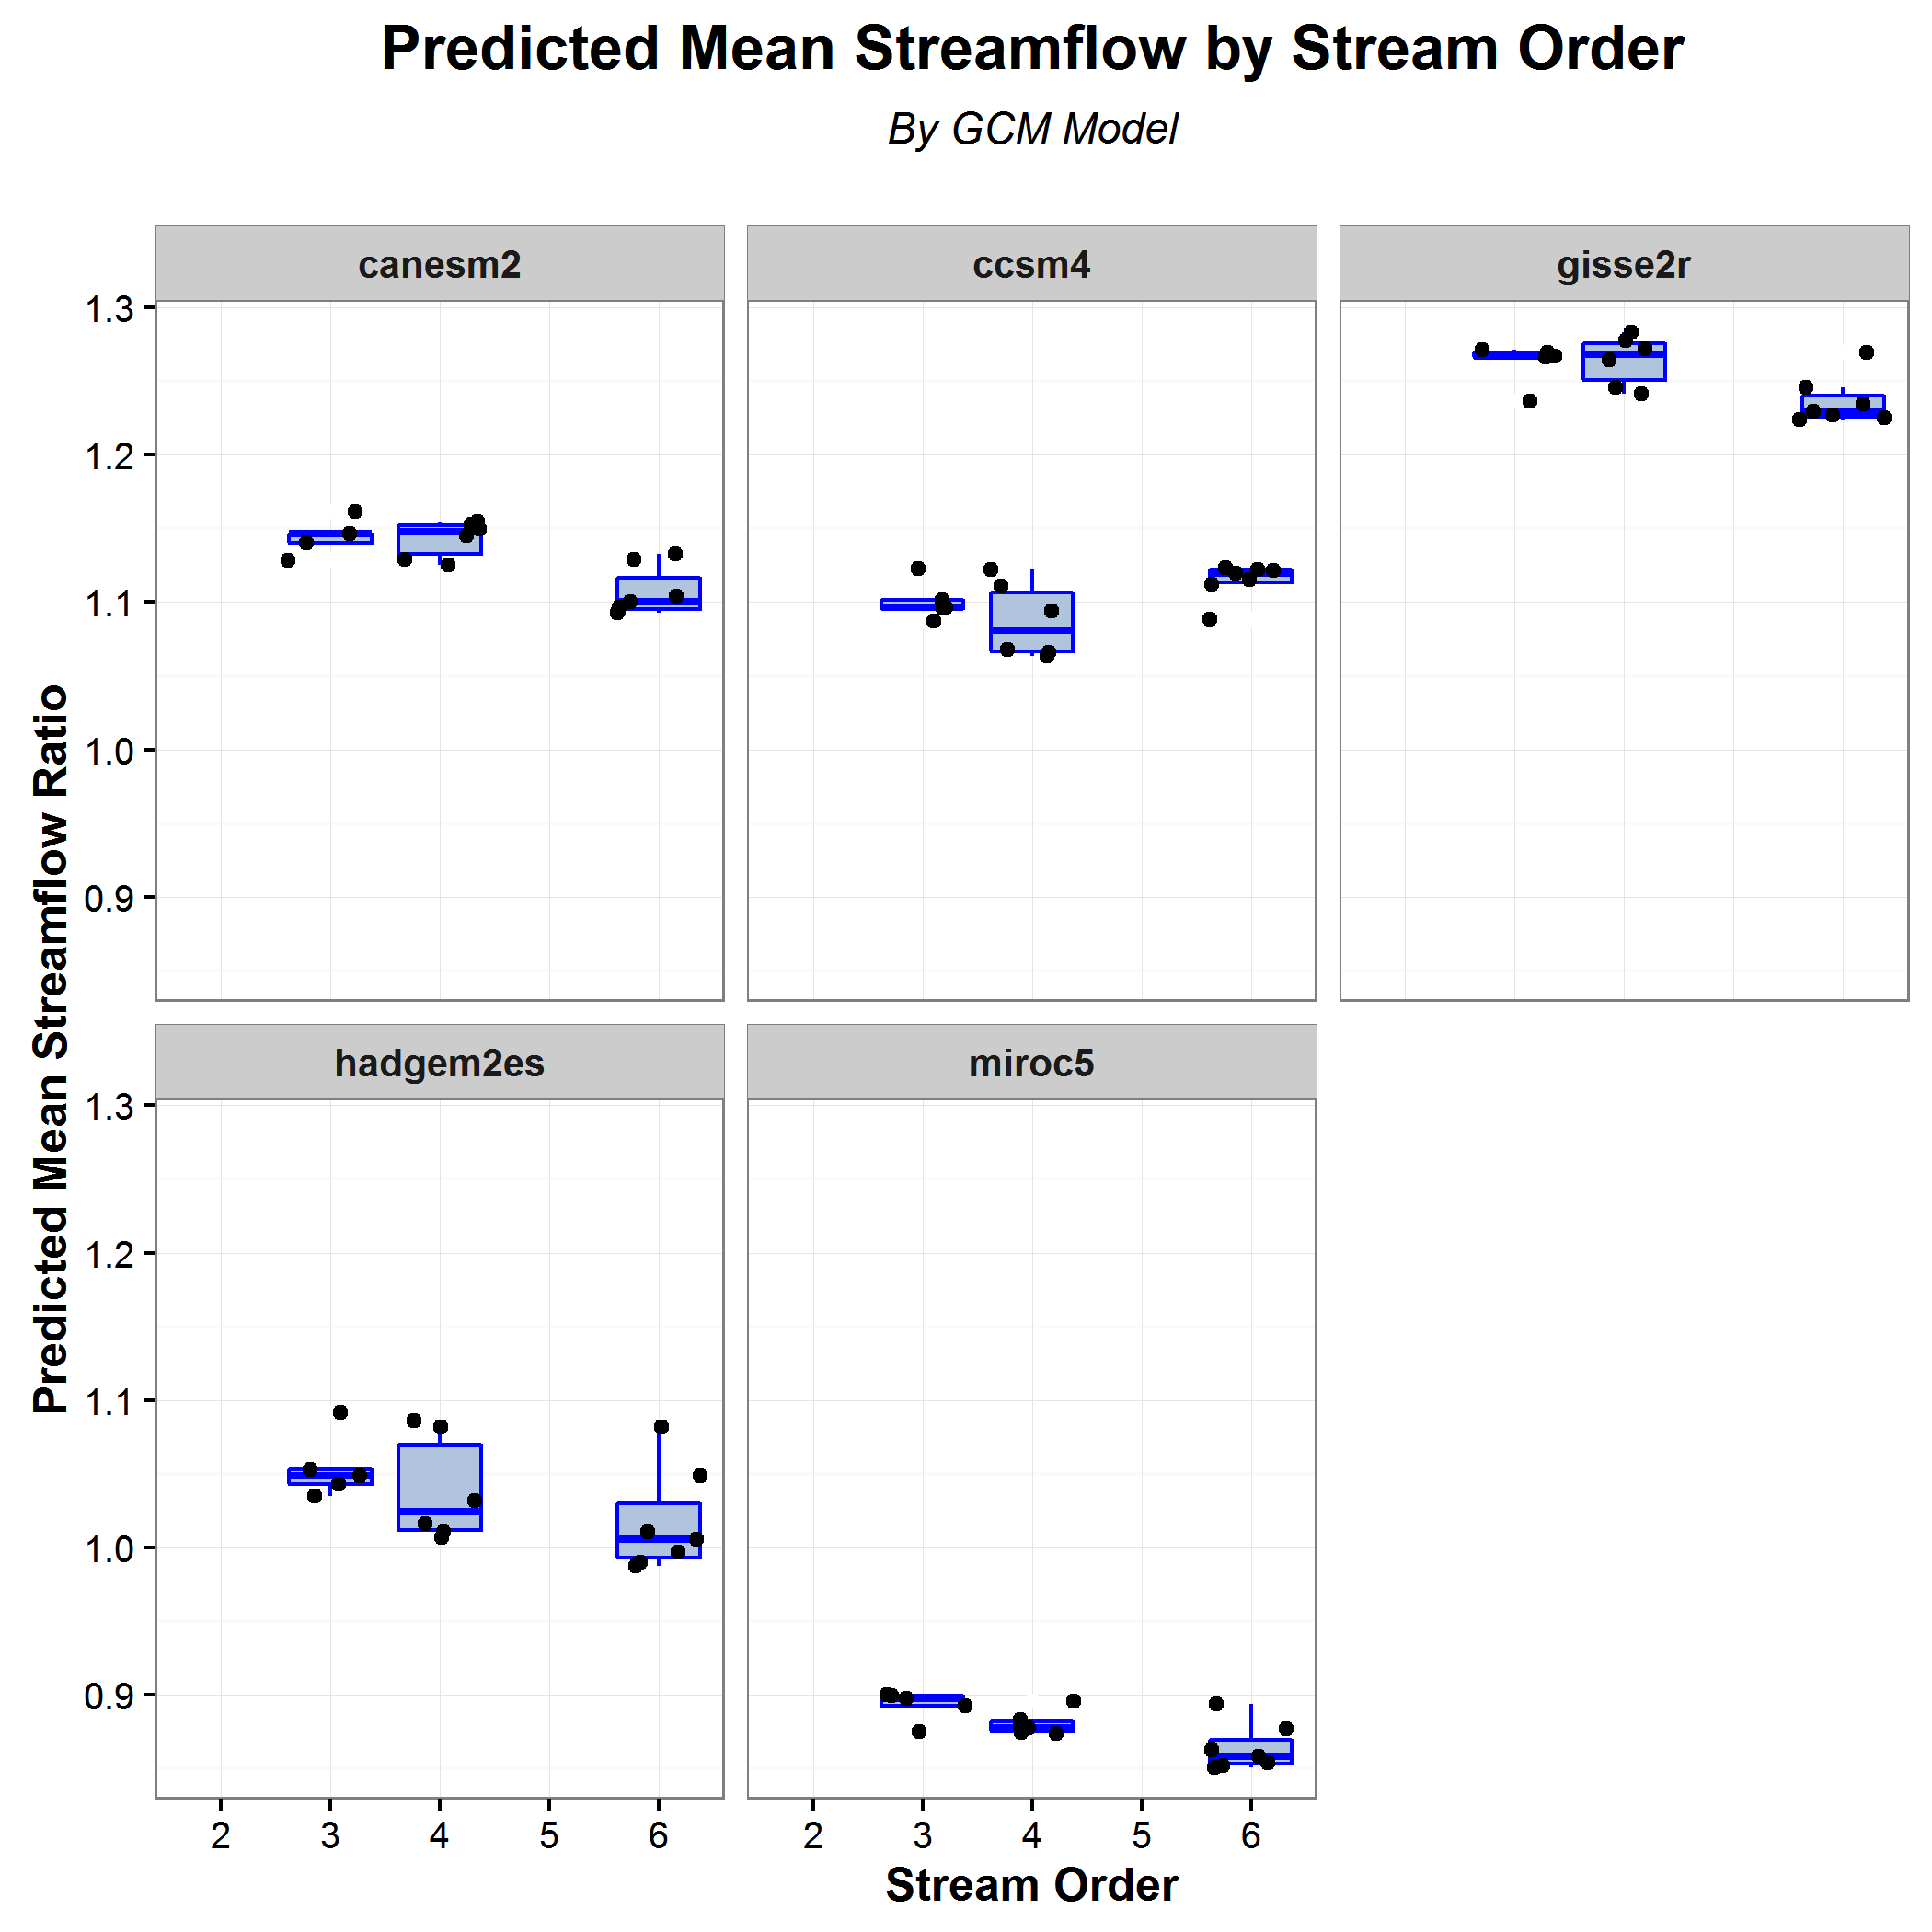 Predicted Mean Streamflow by Stream Order
By GCM Model
canesm2
ccsm4
gisse2r
1.3
1.2
1.1
1.0
0.9
Predicted Mean Streamflow Ratio
hadgem2es
miroc5
1.3
1.2
1.1
1.0
0.9
2 3 4 5 6
2 3 4 5 6
Stream Order